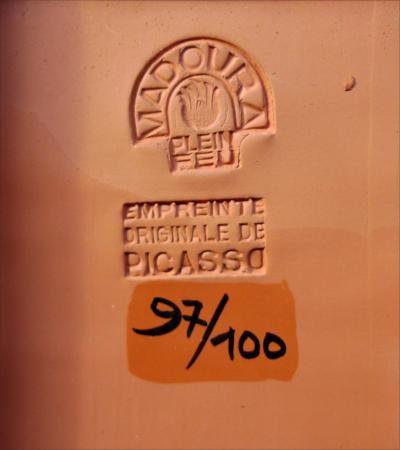 MADOURA
PLEIN
FEU
EMPREINTE
ORIGINALE DE
PICASSO
97/100